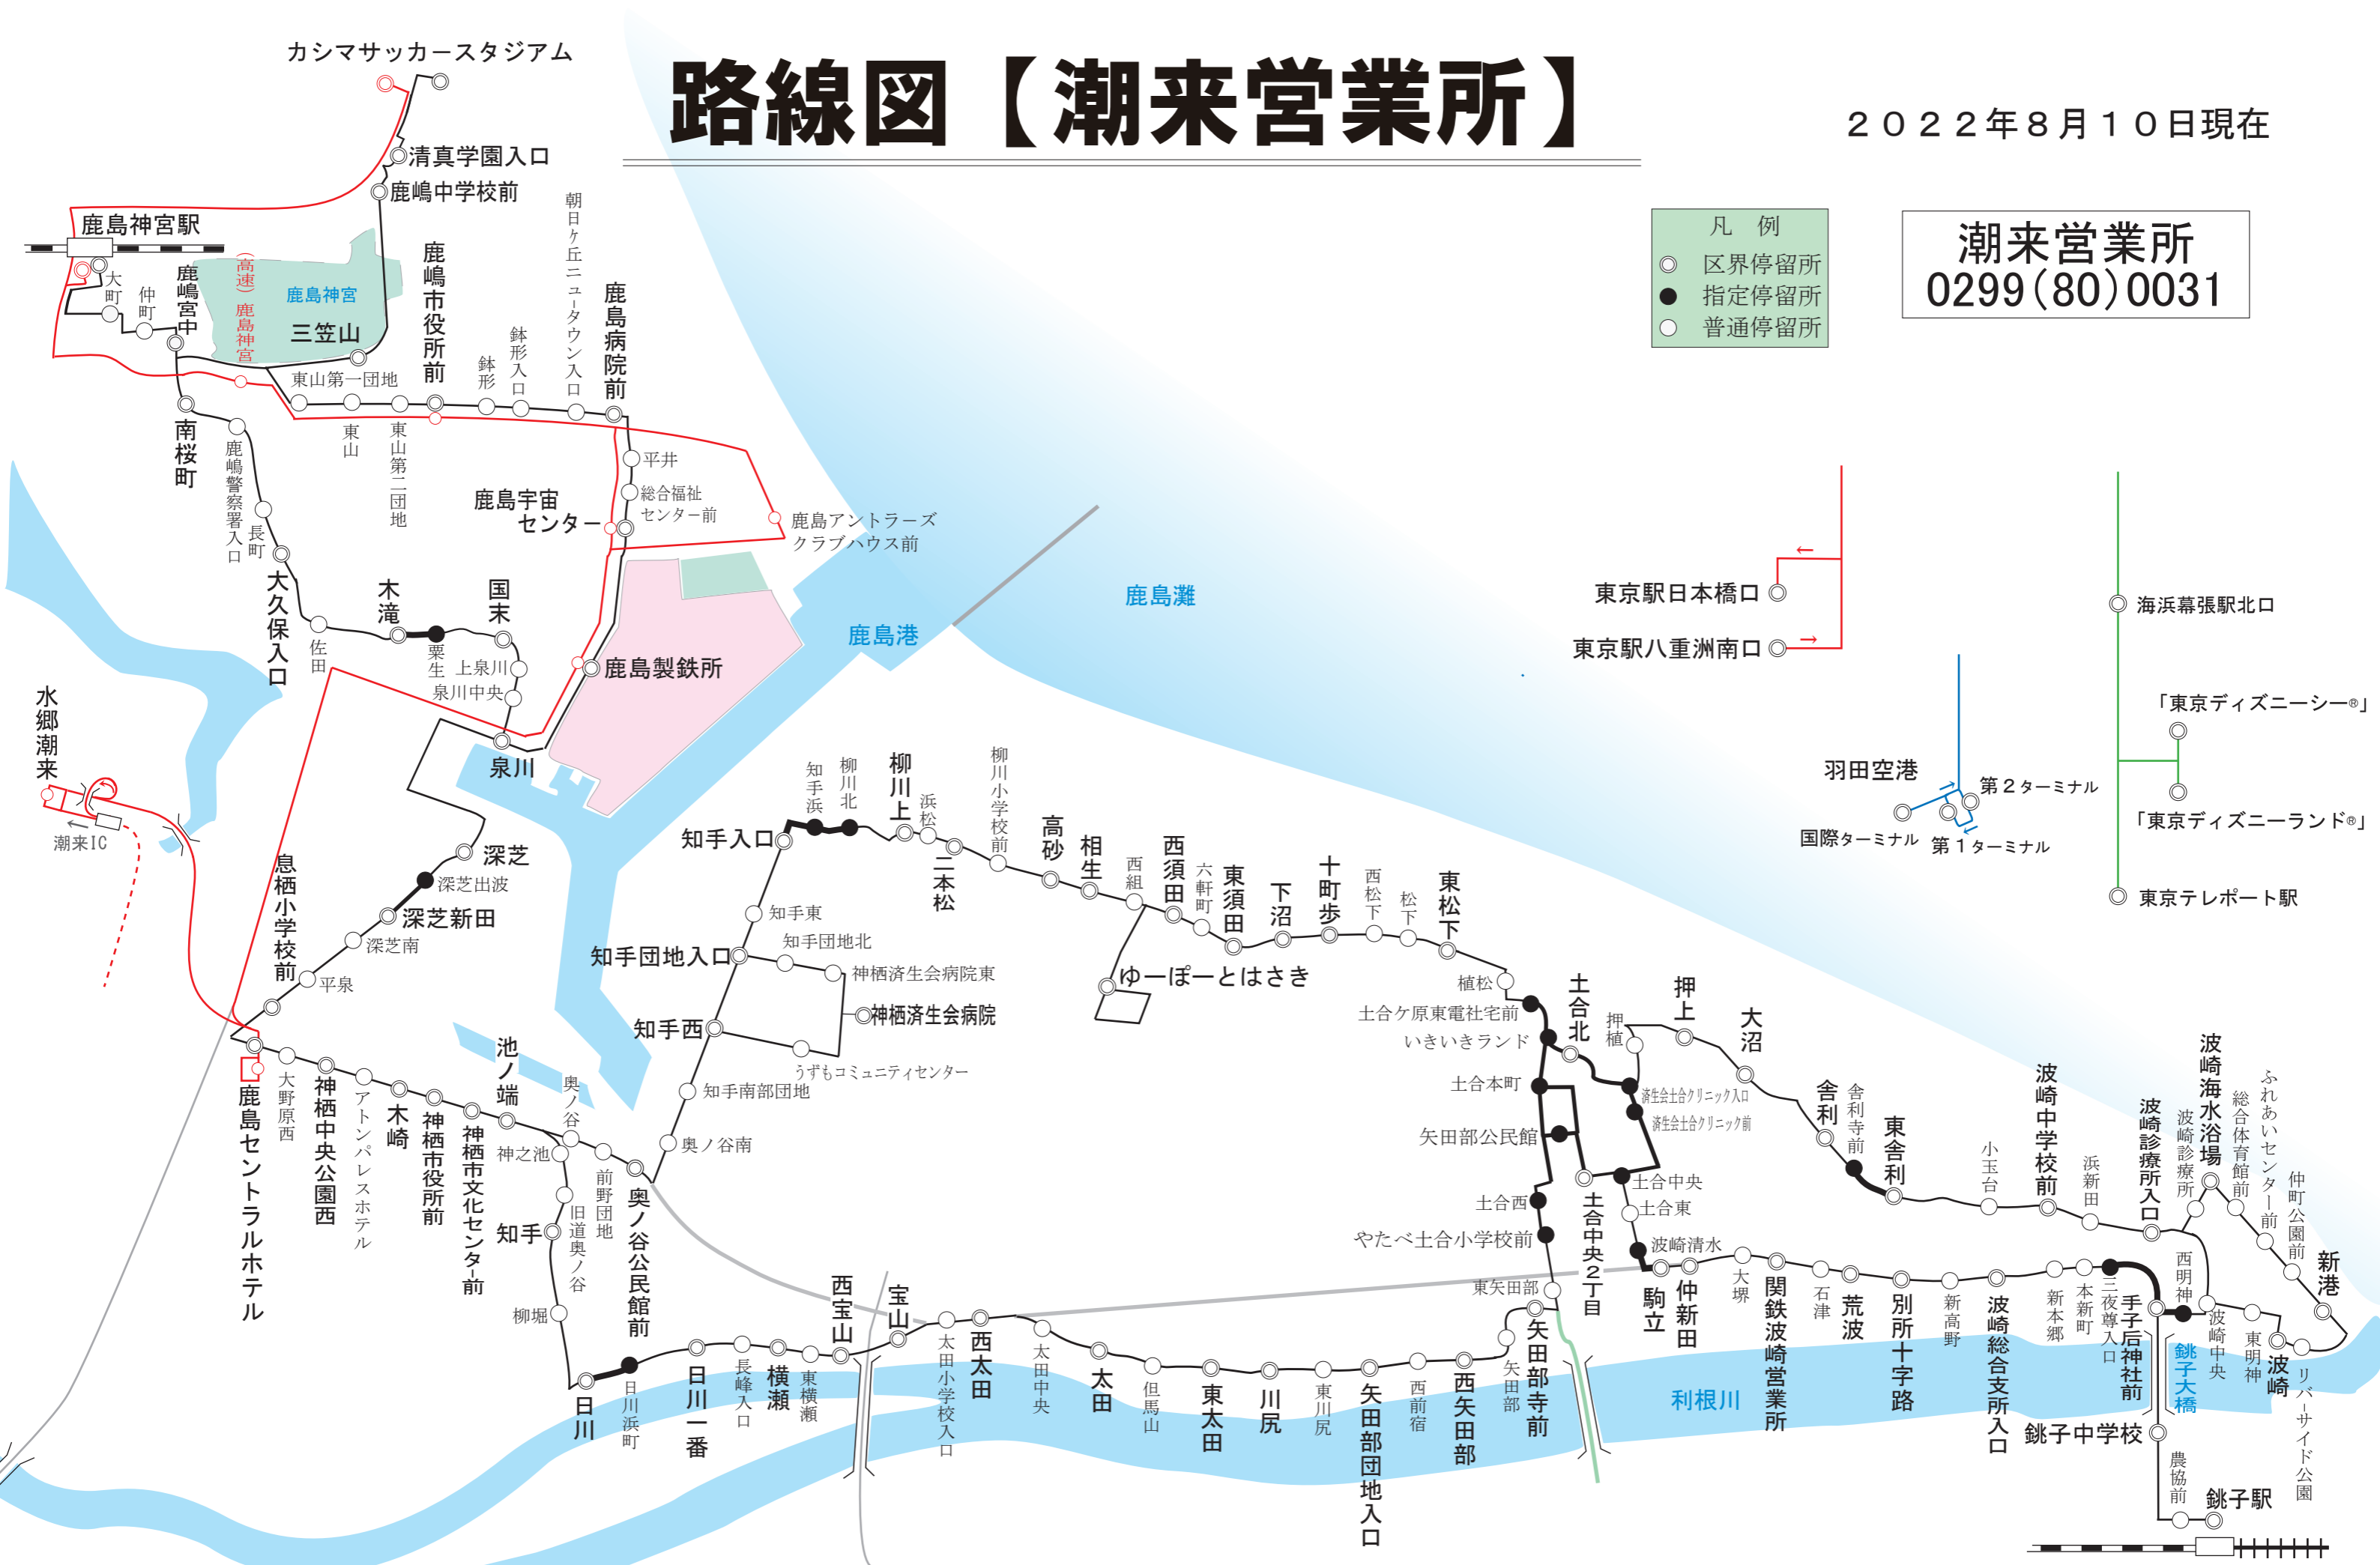 路線図【潮来営業所】
2022年8月10日現在
凡 例
区界停留所
指定停留所
普通停留所
潮来営業所
0299(80)0031
カシマサッカースタジアム
清真学園入口
鹿嶋中学校前
鹿島神宮駅
大町
仲町
鹿嶋宮中
(高速) 鹿島神宮
鹿島神宮
三笠山
東山第一団地
東山
東山第二団地
鹿嶋市役所前
鉢形
鉢形入口
朝日ヶ丘ニュータウン入口
鹿島病院前
平井
総合福祉
センター前
鹿島宇宙
センター
鹿島アントラーズ
クラブハウス前
南桜町
鹿嶋警察署入口
長町
大久保入口
佐田
木滝
粟生
国末
上泉川
泉川中央
泉川
鹿島製鉄所
鹿島港
鹿島灘
水郷潮来
潮来IC
深芝
深芝出波
深芝新田
深芝南
平泉
息栖小学校前
鹿島セントラルホテル
大野原西
神栖中央公園西
アトンパレスホテル
木崎
神栖市役所前
神栖市文化センター前
池ノ端
奥ノ谷
神之池
旧道奥ノ谷
知手
柳堀
前野団地
奥ノ谷公民館前
奥ノ谷南
知手南部団地
知手西
うずもコミュニティセンター
神栖済生会病院
神栖済生会病院東
知手団地北
知手団地入口
知手東
知手入口
知手浜
柳川北
柳川上
浜松
二本松
柳川小学校前
高砂
相生
西組
西須田
六軒町
東須田
ゆーぽーとはさき
下沼
十町歩
西松下
松下
東松下
植松
土合ケ原東電社宅前
いきいきランド
土合北
土合本町
矢田部公民館
土合西
やたべ土合小学校前
東矢田部
済生会土合クリニック入口
済生会土合クリニック前
土合中央
土合中央2丁目
土合東
波崎清水
押植
押上
大沼
舎利
舎利寺前
東舎利
小玉台
波崎中学校前
浜新田
波崎診療所入口
波崎診療所
波崎海水浴場
総合体育館前
ふれあいセンター前
仲町公園前
新港
日川
日川浜町
日川一番
長峰入口
横瀬
東横瀬
西宝山
宝山
太田小学校入口
西太田
太田中央
太田
但馬山
東太田
川尻
東川尻
矢田部団地入口
西前宿
西矢田部
矢田部
矢田部寺前
駒立
仲新田
大堺
関鉄波崎営業所
石津
荒波
別所十字路
新高野
波崎総合支所入口
新本郷
本新町
三夜尊入口
手子后神社前
西明神
波崎中央
東明神
波崎
リバーサイド公園
利根川
銚子大橋
銚子中学校
農協前
銚子駅
東京駅日本橋口
東京駅八重洲南口
羽田空港
国際ターミナル
第1ターミナル
第2ターミナル
海浜幕張駅北口
「東京ディズニーシー®」
「東京ディズニーランド®」
東京テレポート駅